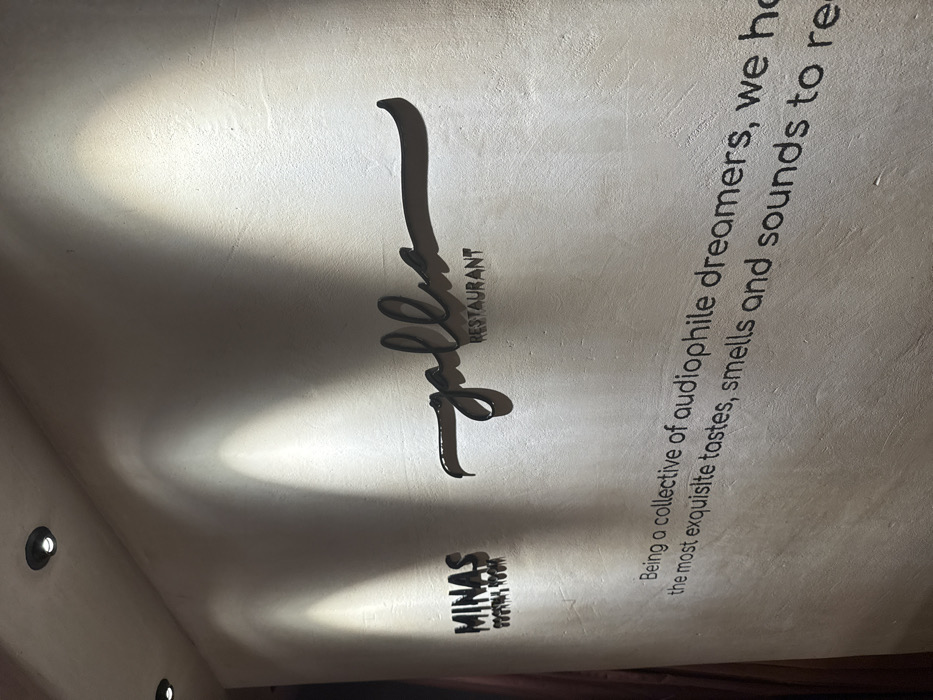 MINAS
RESTAURANT
Being a collective of audiophile dreamers, we
the most exquisite tastes, smells and sounds to